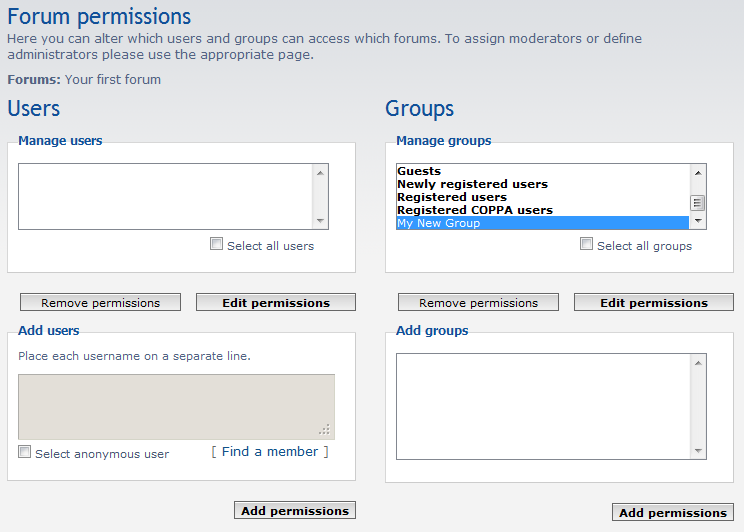 Forum permissions
Here you can alter which users and groups can access which forums. To assign moderators or define
administrators please use the appropriate page.
Forums: Your first forum
Users
Manage users
Select all users
Remove permissions
Edit permissions
Add users
Place each username on a separate line.
Select anonymous user
[ Find a member ]
Add permissions
Groups
Manage groups
Guests
Newly registered users
Registered users
Registered COPPA users
My New Group
Select all groups
Remove permissions
Edit permissions
Add groups
Add permissions